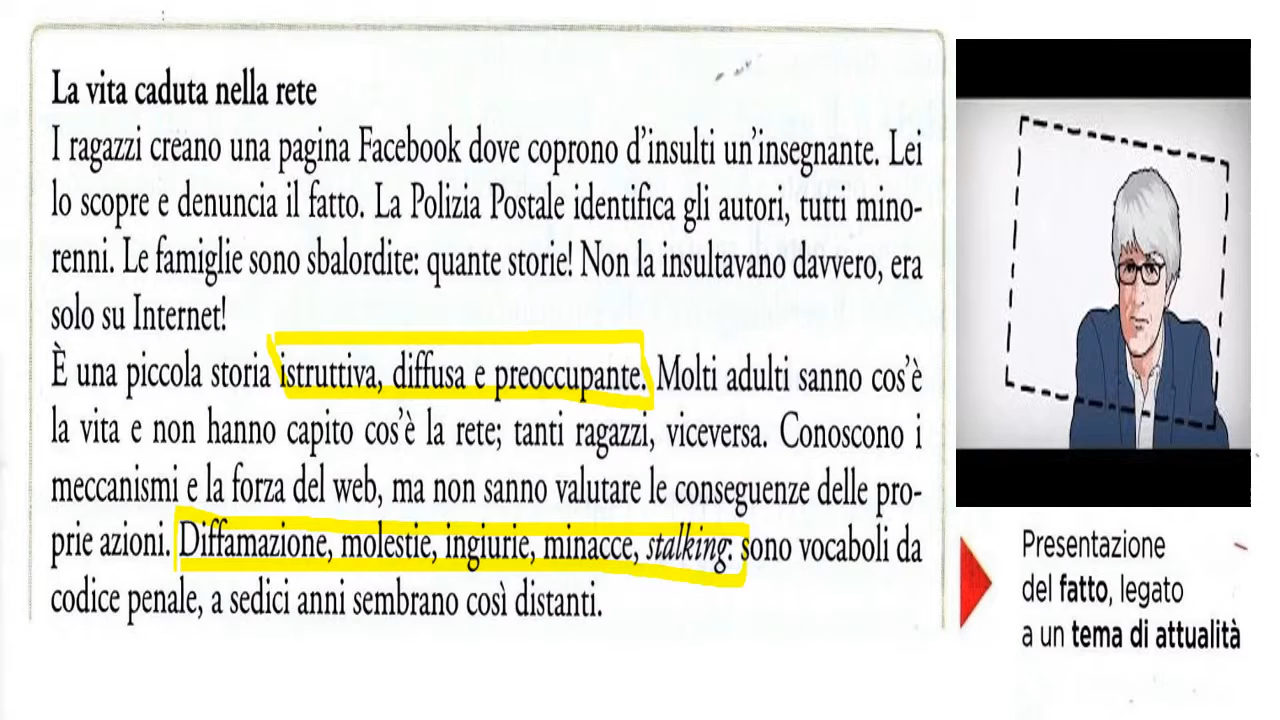 La vita caduta nella rete
I ragazzi creano una pagina Facebook dove coprono d'insulti un'insegnante. Lei
lo scopre e denuncia il fatto. La Polizia Postale identifica gli autori, tutti mino-
renni. Le famiglie sono sbalordite: quante storie! Non la insultavano davvero, era
solo su Internet!
È una piccola storia istruttiva, diffusa e preoccupante. Molti adulti sanno cos'è
la vita e non hanno capito cos'è la rete; tanti ragazzi, viceversa. Conoscono i
meccanismi e la forza del web, ma non sanno valutare le conseguenze delle pro-
prie azioni. Diffamazione, molestie, ingiurie, minacce, stalking: sono vocaboli da
codice penale, a sedici anni sembrano così distanti.
Presentazione
del fatto, legato
a un tema di attualità